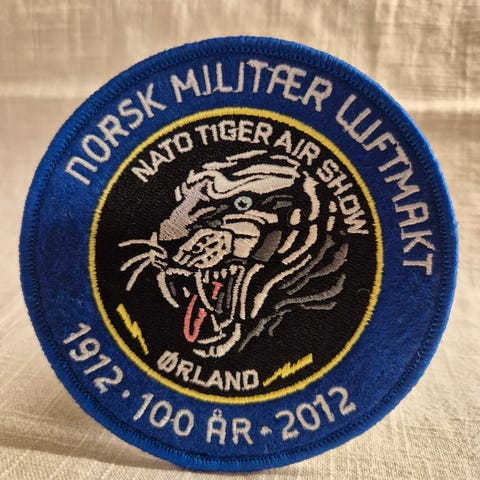 NORSK MILITÆR LUFTMAKT
NATO TIGER AIR SHOW
ØRLAND
1912 · 100 ÅR · 2012